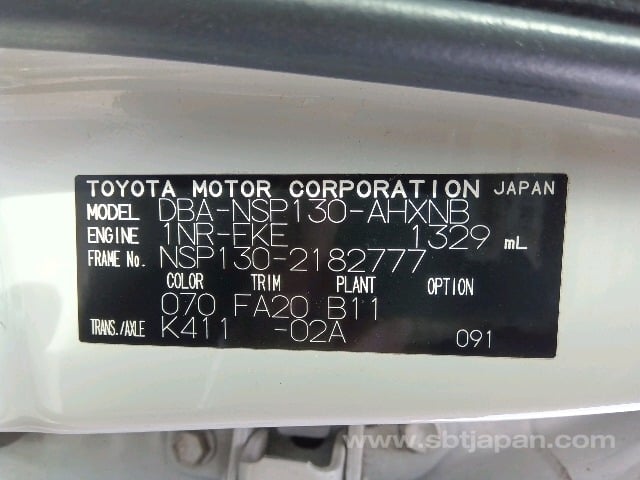 TOYOTA MOTOR CORPORATION JAPAN
MODEL DBA-NSP130-AHXNB
ENGINE 1NR-FKE 1329 mL
FRAME No. NSP130-2182777
COLOR TRIM PLANT OPTION
070 FA20 B11
TRANS./AXLE K411 -02A 091
www.sbtjapan.com